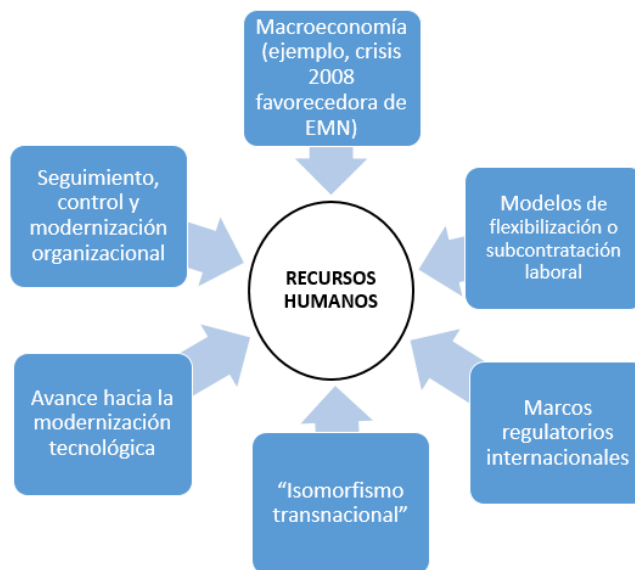 Macroeconomía
(ejemplo, crisis
2008
favorecedora de
EMN)
Seguimiento,
control y
modernización
organizacional
Modelos de
flexibilización o
subcontratación
laboral
RECURSOS
HUMANOS
Avance hacia la
modernización
tecnológica
Marcos
regulatorios
internacionales
“Isomorfismo
transnacional”